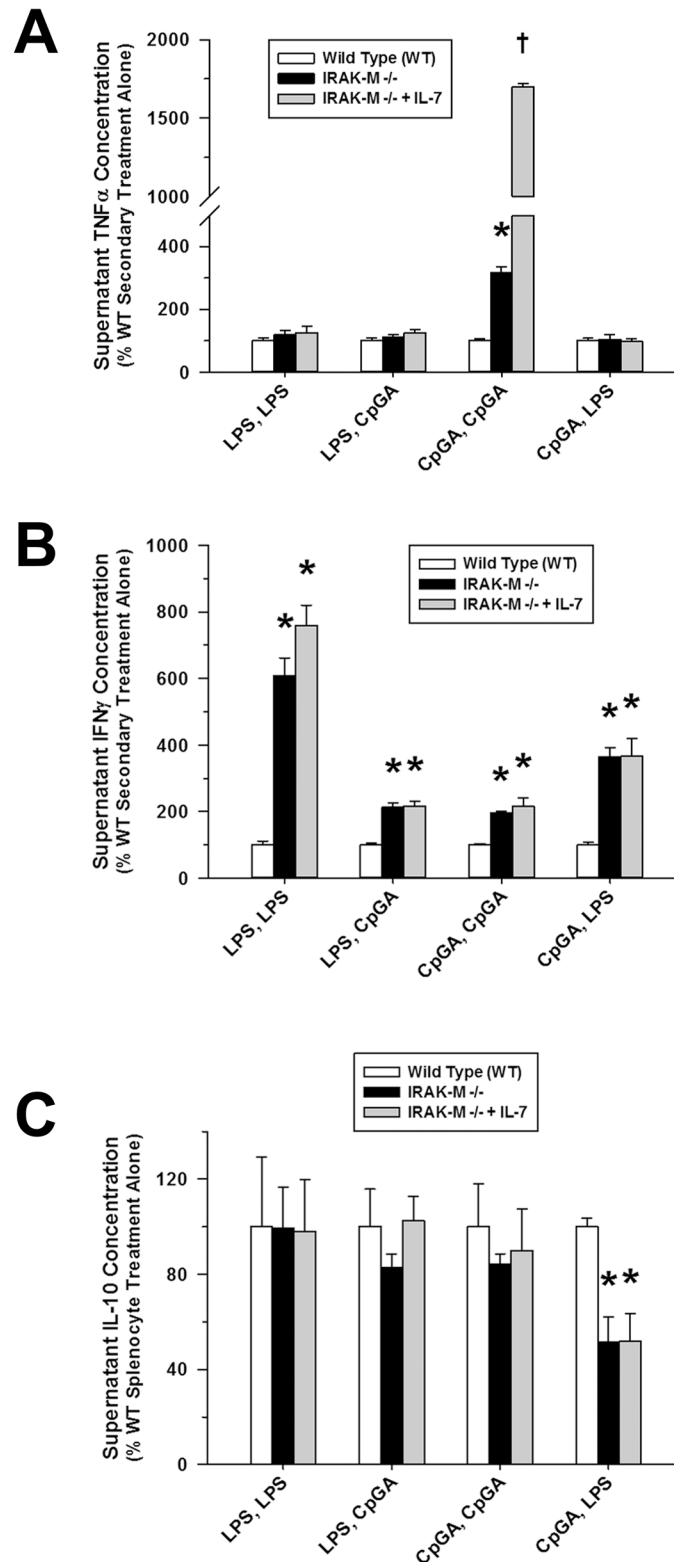 A
Supernatant TNFα Concentration
(% WT Secondary Treatment Alone)
2000
1500
1000
400
200
0
Wild Type (WT)
IRAK-M -/-
IRAK-M -/- + IL-7
*
†
LPS, LPS
LPS, CpGA
CpGA, CpGA
CpGA, LPS
B
Supernatant IFNγ Concentration
(% WT Secondary Treatment Alone)
1000
800
600
400
200
0
Wild Type (WT)
IRAK-M -/-
IRAK-M -/- + IL-7
* *
* *
* *
* *
LPS, LPS
LPS, CpGA
CpGA, CpGA
CpGA, LPS
C
Supernatant IL-10 Concentration
(% WT Splenocyte Treatment Alone)
120
80
40
0
Wild Type (WT)
IRAK-M -/-
IRAK-M -/- + IL-7
* *
LPS, LPS
LPS, CpGA
CpGA, CpGA
CpGA, LPS